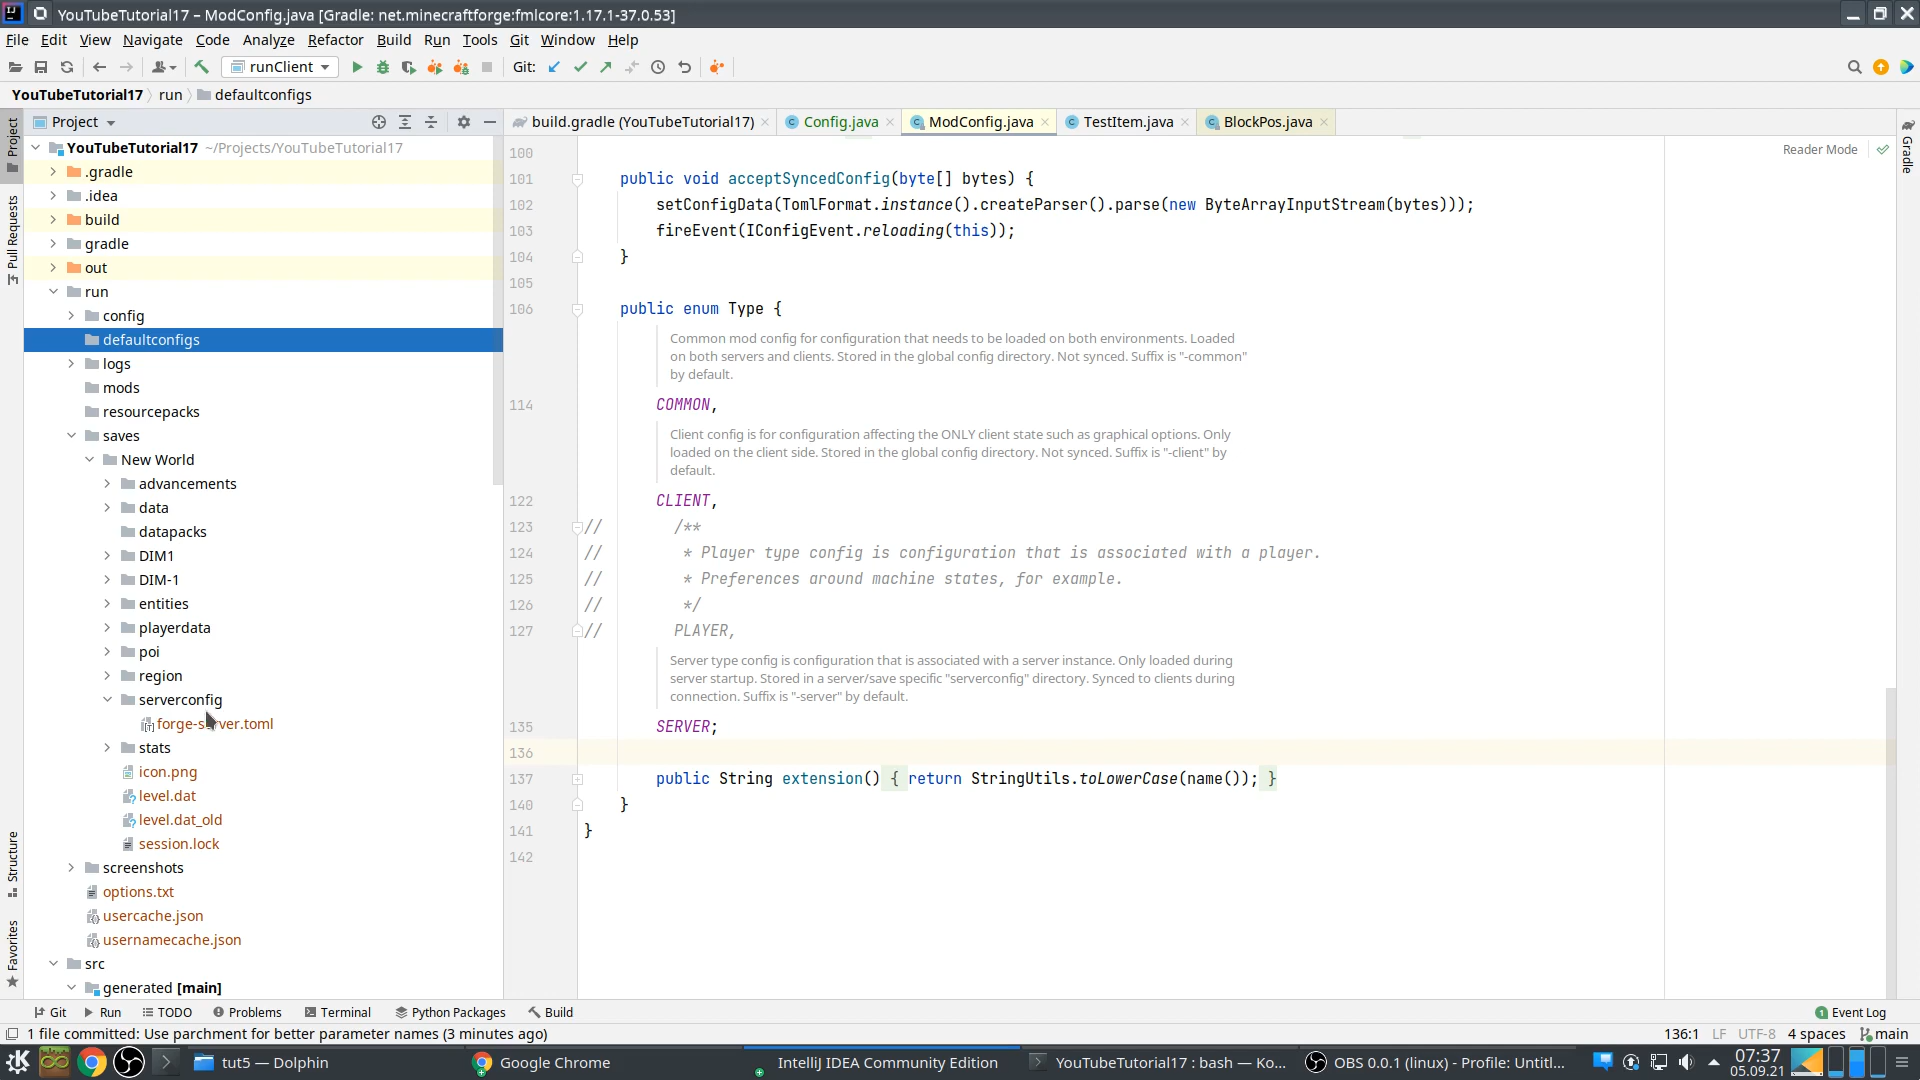 YouTubeTutorial17 – ModConfig.java [Gradle: net.minecraftforge:fmlcore:1.17.1-37.0.53]
File Edit View Navigate Code Analyze Refactor Build Run Tools Git Window Help
runClient Git:
YouTubeTutorial17 run defaultconfigs
Project
build.gradle (YouTubeTutorial17) Config.java ModConfig.java TestItem.java BlockPos.java
Project
Pull Requests
Structure
Favorites
Gradle
Reader Mode
YouTubeTutorial17 ~/Projects/YouTubeTutorial17
.gradle
.idea
build
gradle
out
run
config
defaultconfigs
logs
mods
resourcepacks
saves
New World
advancements
data
datapacks
DIM1
DIM-1
entities
playerdata
poi
region
serverconfig
forge-server.toml
stats
icon.png
level.dat
level.dat_old
session.lock
screenshots
options.txt
usercache.json
usernamecache.json
src
generated [main]
100
101 public void acceptSyncedConfig(byte[] bytes) {
102 setConfigData(TomlFormat.instance().createParser().parse(new ByteArrayInputStream(bytes)));
103 fireEvent(IConfigEvent.reloading(this));
104 }
105
106 public enum Type {
Common mod config for configuration that needs to be loaded on both environments. Loaded
on both servers and clients. Stored in the global config directory. Not synced. Suffix is "-common"
by default.
114 COMMON,
Client config is for configuration affecting the ONLY client state such as graphical options. Only
loaded on the client side. Stored in the global config directory. Not synced. Suffix is "-client" by
default.
122 CLIENT,
123 // /**
124 // * Player type config is configuration that is associated with a player.
125 // * Preferences around machine states, for example.
126 // */
127 // PLAYER,
Server type config is configuration that is associated with a server instance. Only loaded during
server startup. Stored in a server/save specific "serverconfig" directory. Synced to clients during
connection. Suffix is "-server" by default.
135 SERVER;
136
137 public String extension() { return StringUtils.toLowerCase(name()); }
140 }
141 }
142
Git Run TODO Problems Terminal Python Packages Build 1 Event Log
1 file committed: Use parchment for better parameter names (3 minutes ago) 136:1 LF UTF-8 4 spaces main
tut5 — Dolphin Google Chrome IntelliJ IDEA Community Edition YouTubeTutorial17 : bash — Ko... OBS 0.0.1 (linux) - Profile: Untitl... 07:37
05.09.21